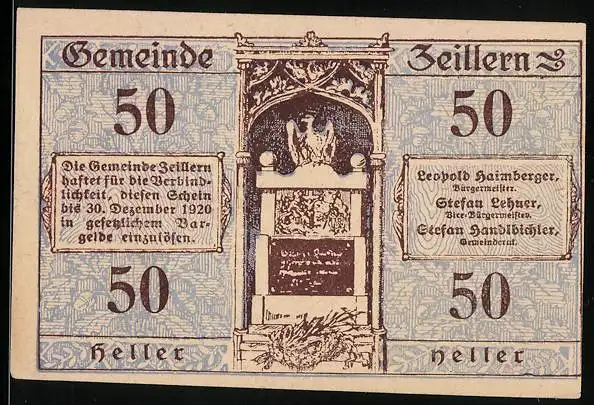 Gemeinde
Zeillern
50
50
Die Gemeinde Zeillern
haftet für die Verbind-
lichkeit, diesen Schein
bis 30. Dezember 1920
in gesetzlichem Bar-
gelde einzulösen.
Leopold Haimberger,
Bürgermeister.
Stefan Lehner,
Vice-Bürgermeister.
Stefan Handlbichler,
Gemeinderat.
50
50
Heller
Heller